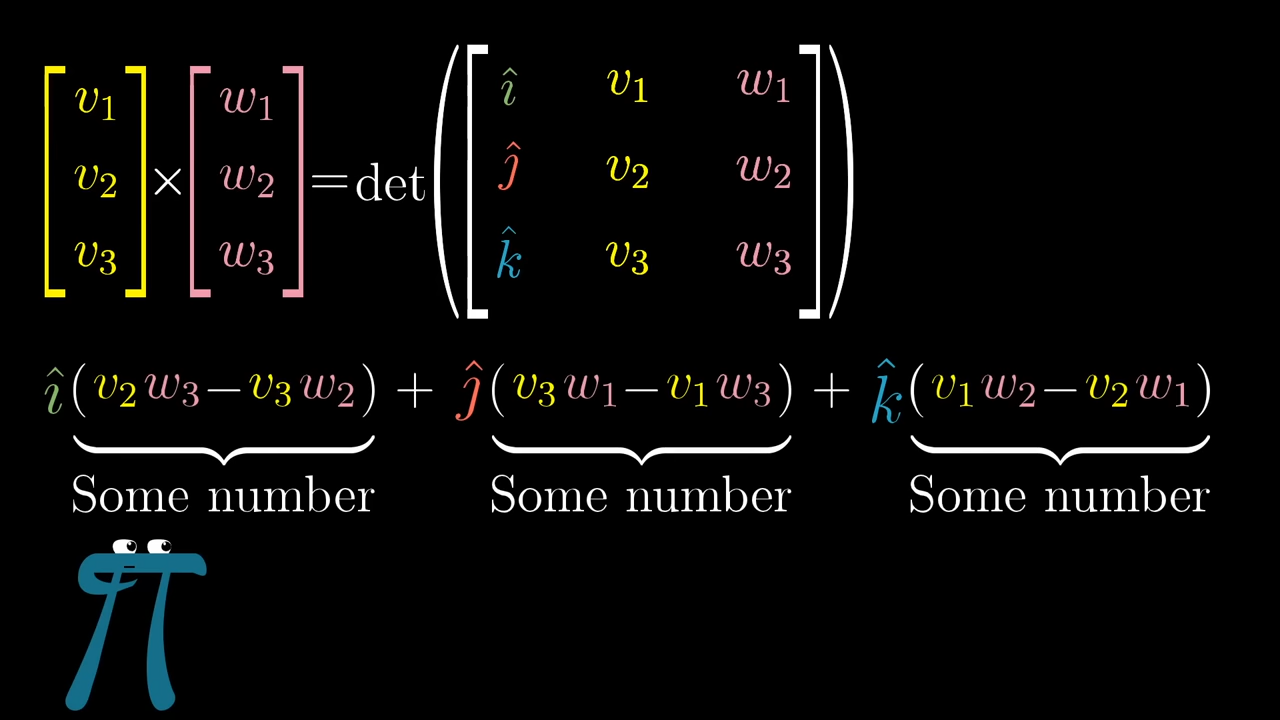 [v₁ v₂ v₃] × [w₁ w₂ w₃] = det([î v₁ w₁
ĵ v₂ w₂
k̂ v₃ w₃])
î(v₂w₃ − v₃w₂) + ĵ(v₃w₁ − v₁w₃) + k̂(v₁w₂ − v₂w₁)
Some number Some number Some number